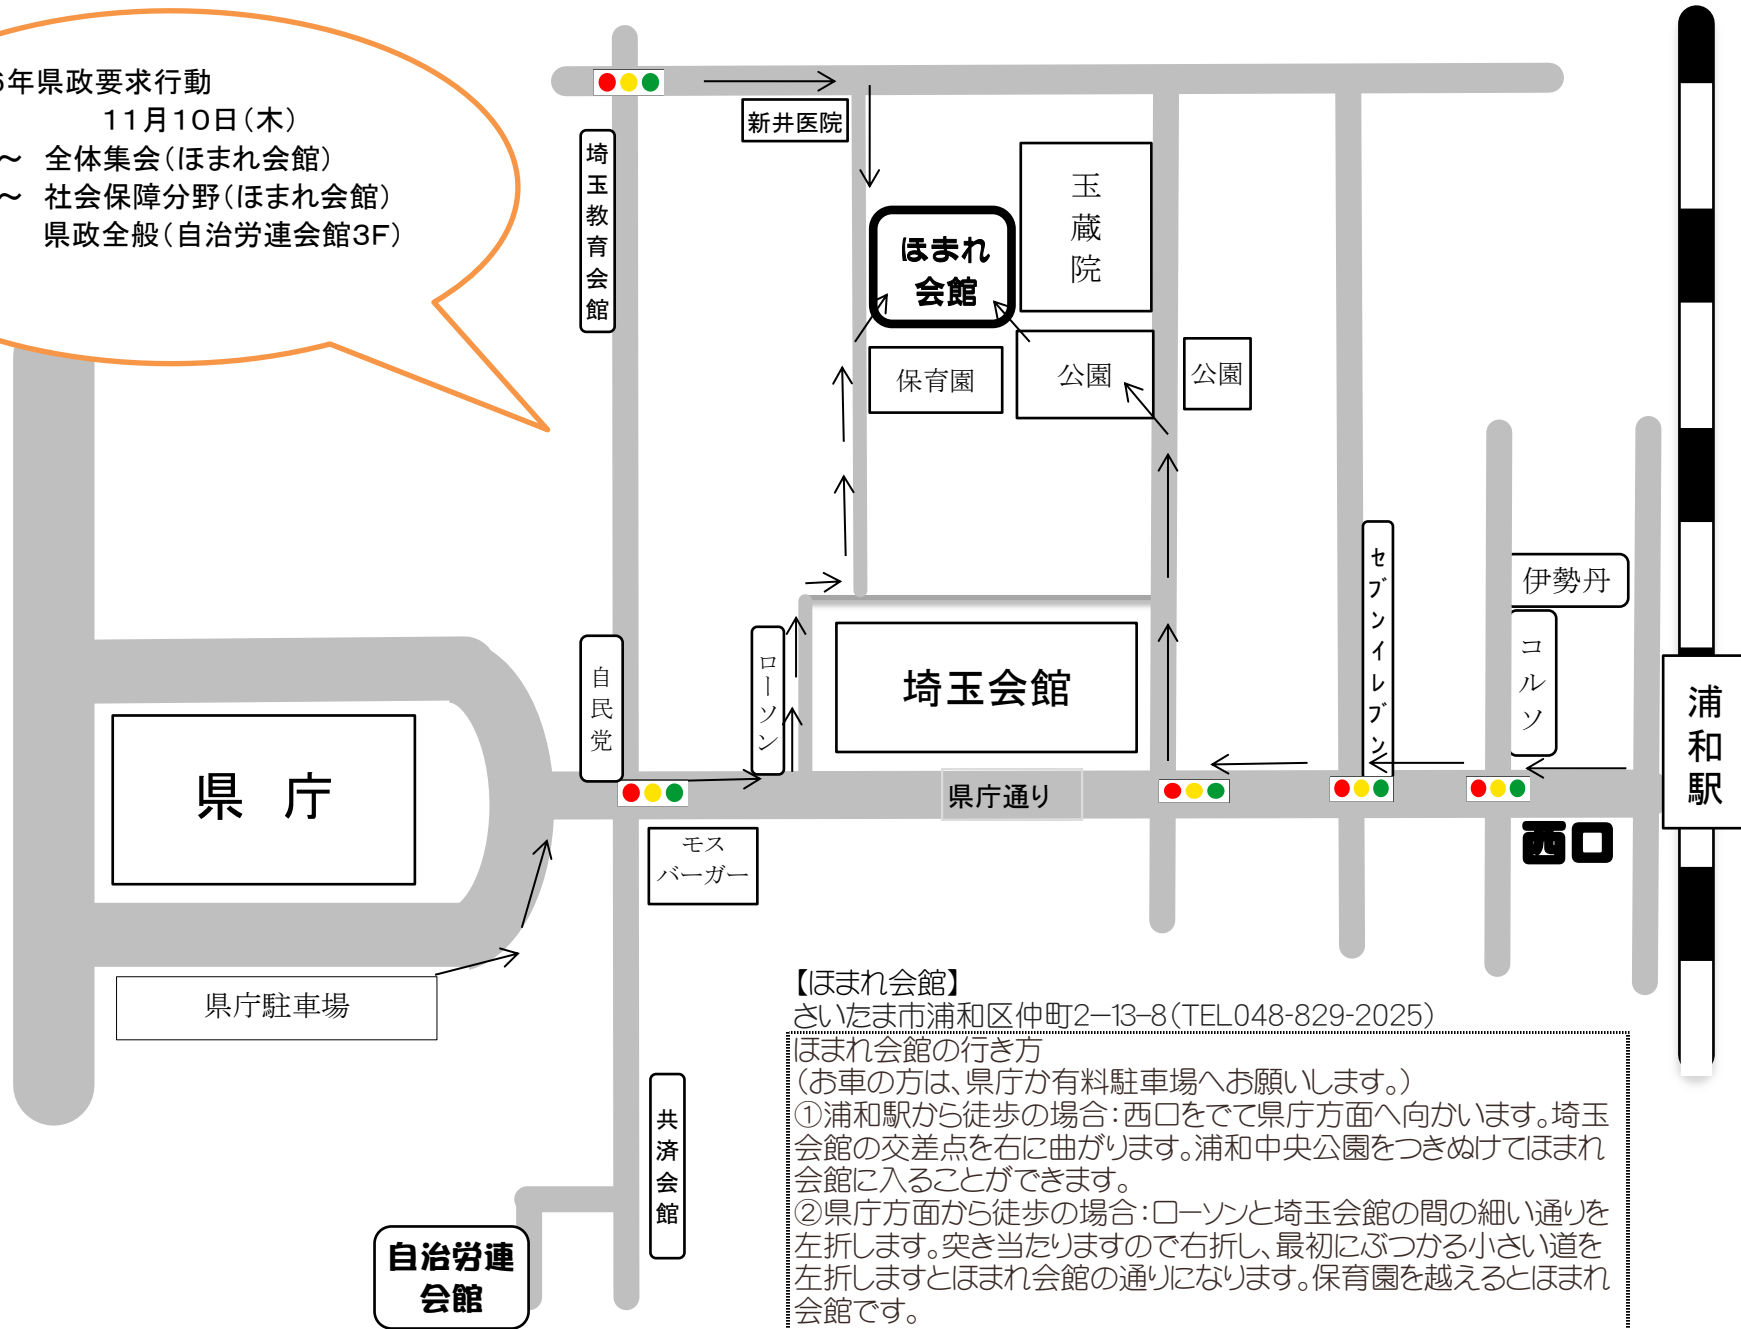 6年県政要求行動
11月10日(木)
～ 全体集会(ほまれ会館)
～ 社会保障分野(ほまれ会館)
県政全般(自治労連会館3F)
新井医院
埼玉教育会館
玉蔵院
ほまれ
会館
保育園
公園
公園
セブンイレブン
伊勢丹
コルソ
浦和駅
自民党
ローソン
埼玉会館
県 庁
県庁通り
西口
モス
バーガー
県庁駐車場
共済会館
自治労連
会館
【ほまれ会館】
さいたま市浦和区仲町2－13－8(TEL048-829-2025)
ほまれ会館の行き方
(お車の方は、県庁か有料駐車場へお願いします。)
①浦和駅から徒歩の場合：西口をでて県庁方面へ向かいます。埼玉
会館の交差点を右に曲がります。浦和中央公園をつきぬけてほまれ
会館に入ることができます。
②県庁方面から徒歩の場合：ローソンと埼玉会館の間の細い通りを
左折します。突き当たりますので右折し、最初にぶつかる小さい道を
左折しますとほまれ会館の通りになります。保育園を越えるとほまれ
会館です。